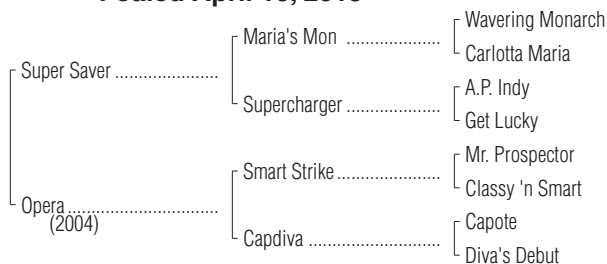 Maria's Mon ....................
Wavering Monarch
Carlotta Maria
Super Saver ......................
Supercharger ....................
A.P. Indy
Get Lucky
Smart Strike ......................
Mr. Prospector
Classy 'n Smart
Opera ..........................
(2004)
Capdiva ............................
Capote
Diva's Debut